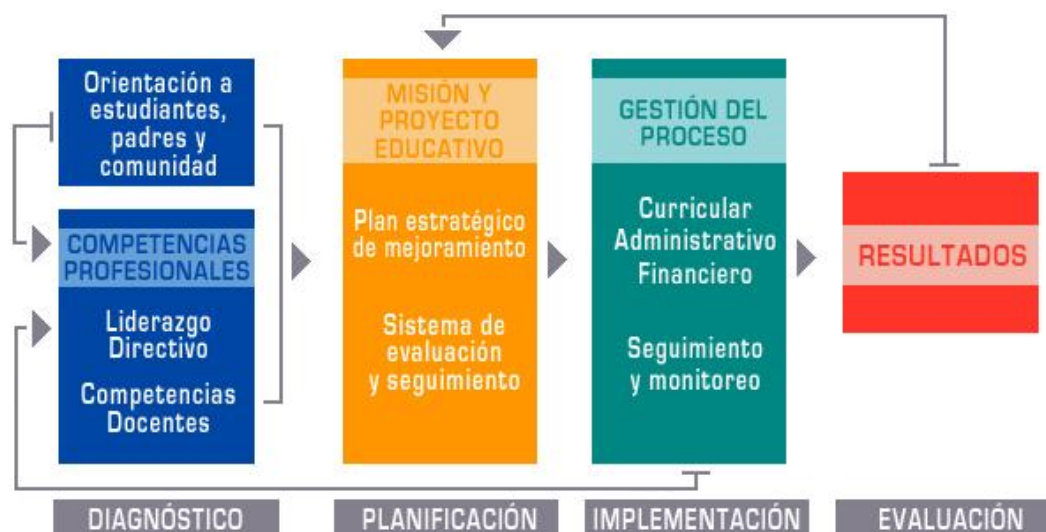 Orientación a
estudiantes,
padres y
comunidad
COMPETENCIAS
PROFESIONALES
Liderazgo
Directivo
Competencias
Docentes
MISIÓN Y
PROYECTO
EDUCATIVO
Plan estratégico
de mejoramiento
Sistema de
evaluación
y seguimiento
GESTIÓN DEL
PROCESO
Curricular
Administrativo
Financiero
Seguimiento
y monitoreo
RESULTADOS
DIAGNÓSTICO
PLANIFICACIÓN
IMPLEMENTACIÓN
EVALUACIÓN